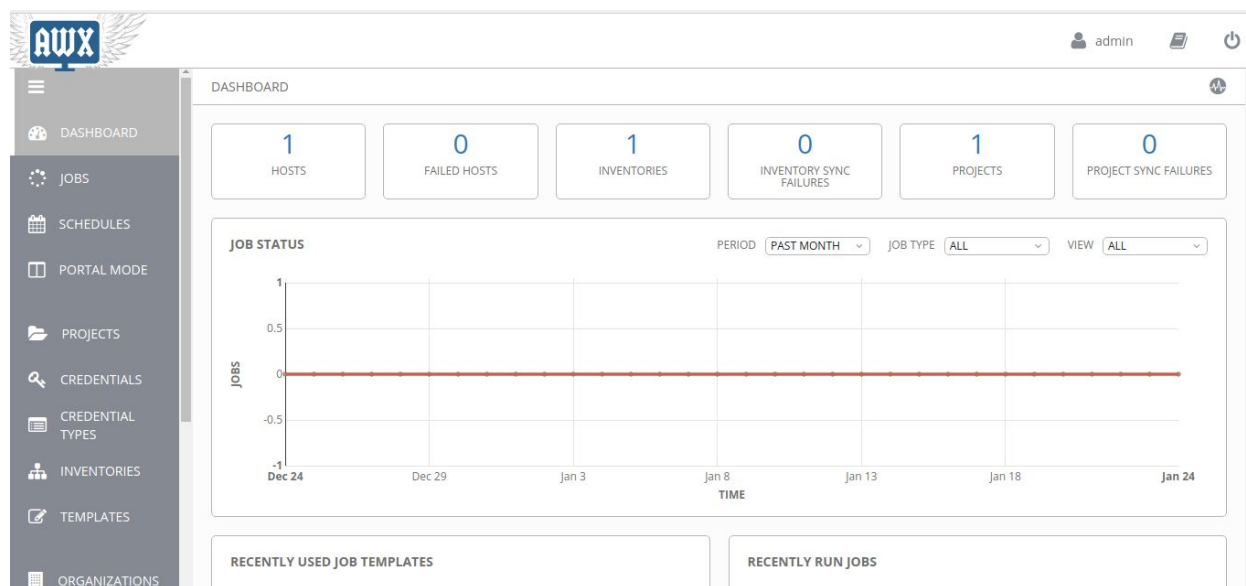 AWX
admin
DASHBOARD
DASHBOARD
JOBS
SCHEDULES
PORTAL MODE
PROJECTS
CREDENTIALS
CREDENTIAL
TYPES
INVENTORIES
TEMPLATES
ORGANIZATIONS
1
HOSTS
0
FAILED HOSTS
1
INVENTORIES
0
INVENTORY SYNC
FAILURES
1
PROJECTS
0
PROJECT SYNC FAILURES
JOB STATUS
PERIOD PAST MONTH JOB TYPE ALL VIEW ALL
1
0.5
0
-0.5
-1
JOBS
Dec 24 Dec 29 Jan 3 Jan 8 Jan 13 Jan 18 Jan 24
TIME
RECENTLY USED JOB TEMPLATES
RECENTLY RUN JOBS